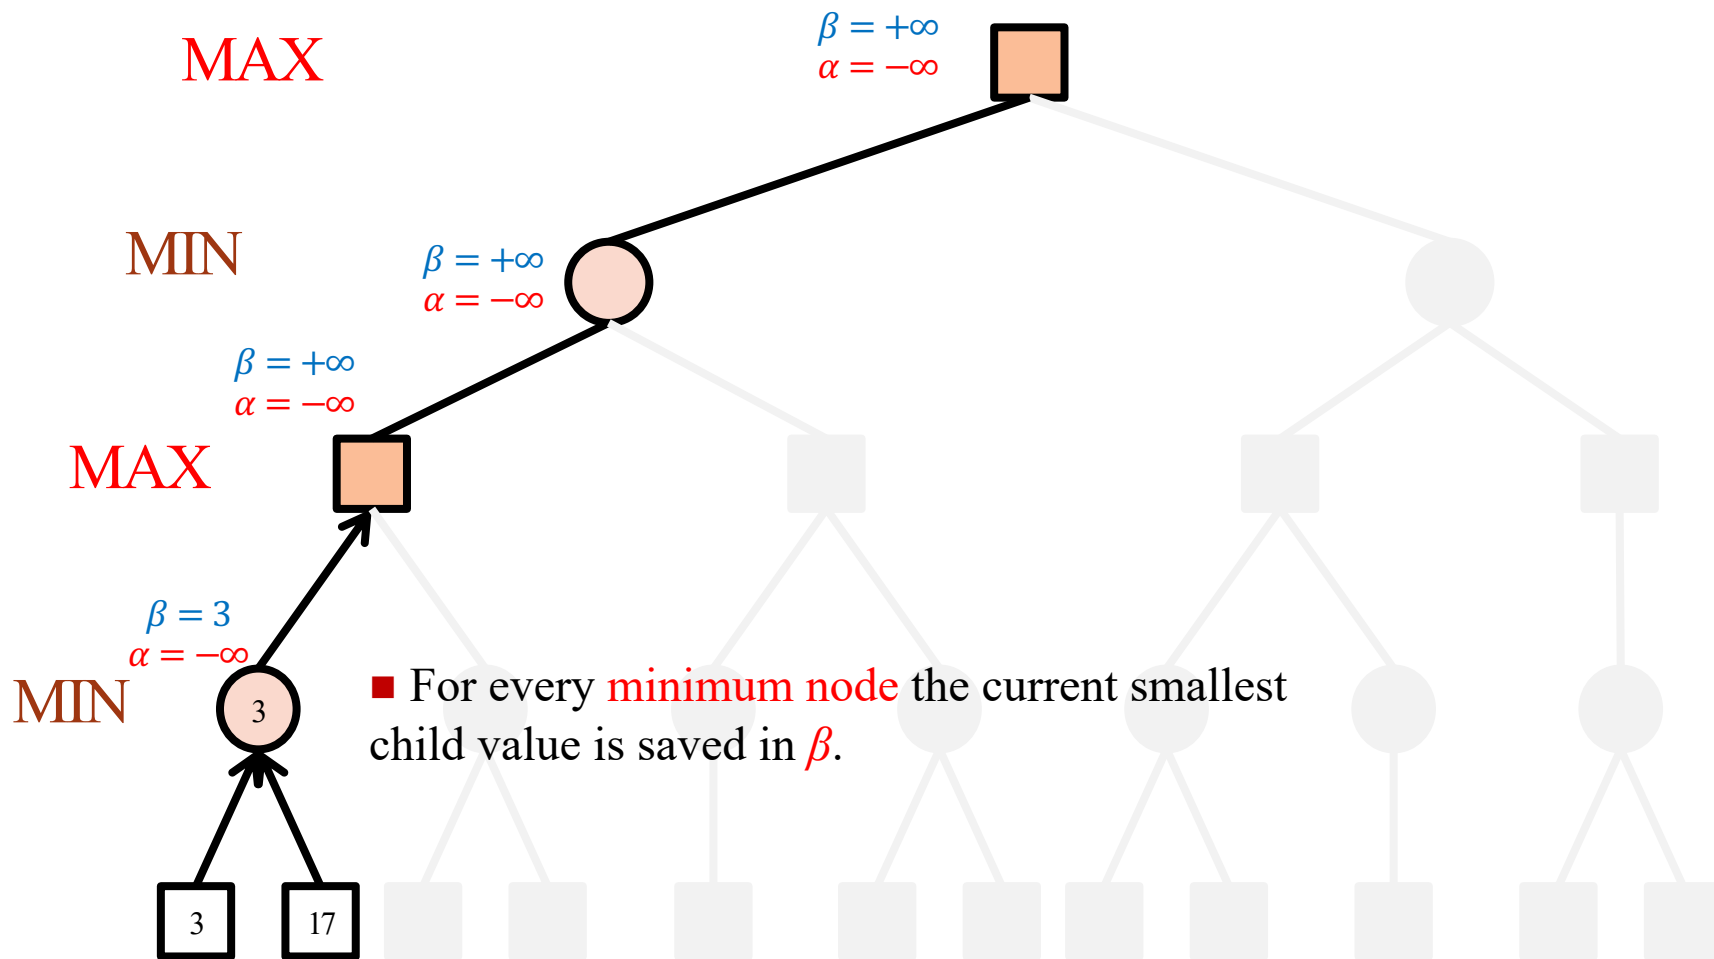 MAX
β = +∞
α = −∞
MIN
β = +∞
α = −∞
β = +∞
α = −∞
MAX
β = 3
α = −∞
MIN
3
■ For every minimum node the current smallest
child value is saved in β.
3
17